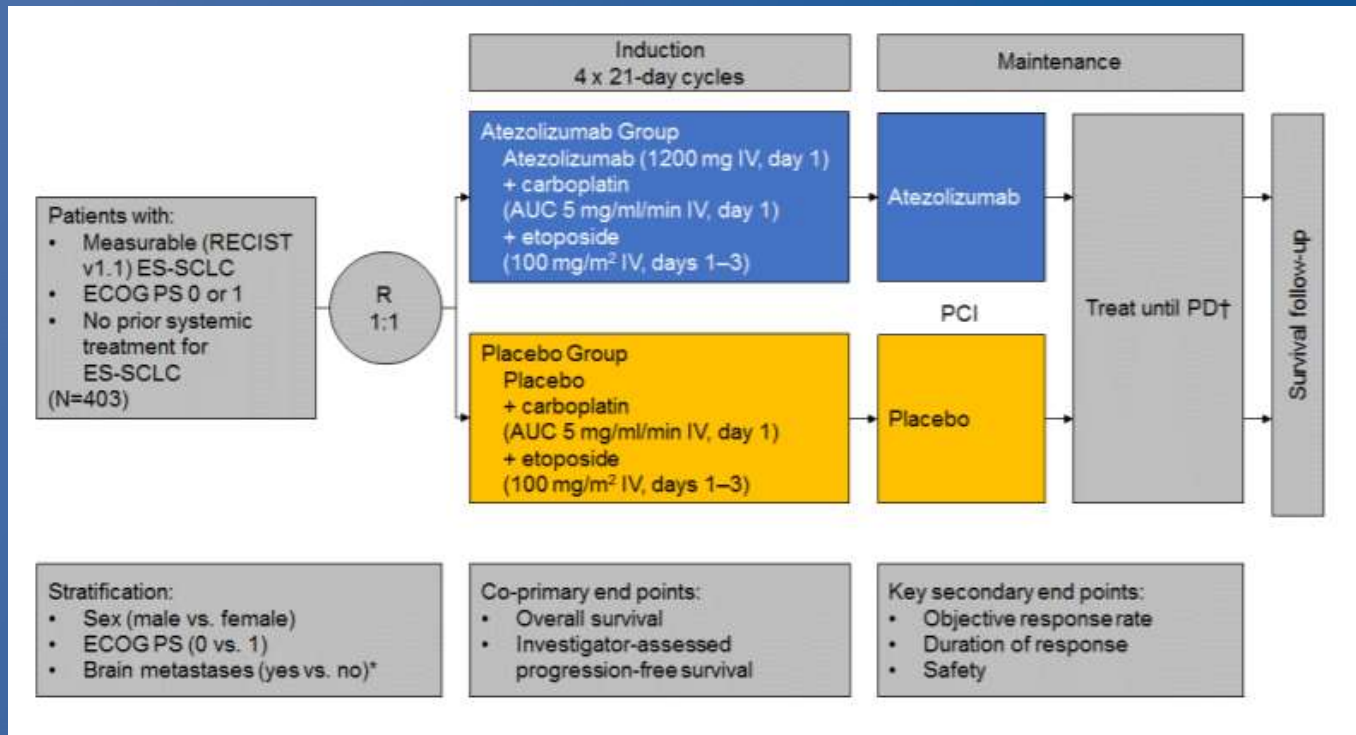 Induction
4 x 21-day cycles
Maintenance
Patients with:
• Measurable (RECIST
v1.1) ES-SCLC
• ECOG PS 0 or 1
• No prior systemic
treatment for
ES-SCLC
(N=403)
R
1:1
Atezolizumab Group
Atezolizumab (1200 mg IV, day 1)
+ carboplatin
(AUC 5 mg/ml/min IV, day 1)
+ etoposide
(100 mg/m² IV, days 1–3)
Atezolizumab
PCI
Placebo Group
Placebo
+ carboplatin
(AUC 5 mg/ml/min IV, day 1)
+ etoposide
(100 mg/m² IV, days 1–3)
Placebo
Treat until PD†
Survival follow-up
Stratification:
• Sex (male vs. female)
• ECOG PS (0 vs. 1)
• Brain metastases (yes vs. no)*
Co-primary end points:
• Overall survival
• Investigator-assessed
progression-free survival
Key secondary end points:
• Objective response rate
• Duration of response
• Safety